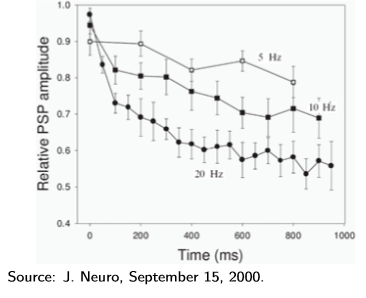 1.0
0.9
0.8
0.7
0.6
0.5
0.4
Relative PSP amplitude
5 Hz
10 Hz
20 Hz
0 200 400 600 800 1000
Time (ms)
Source: J. Neuro, September 15, 2000.